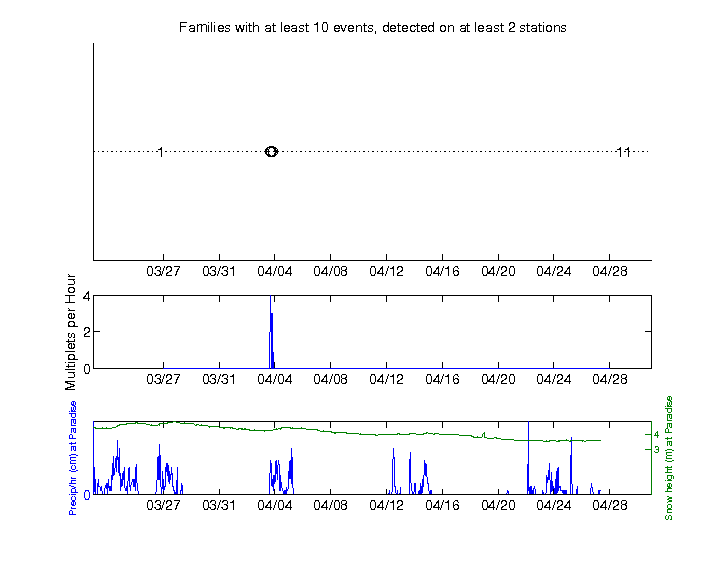 Families with at least 10 events, detected on at least 2 stations
1 11
03/27 03/31 04/04 04/08 04/12 04/16 04/20 04/24 04/28
Multiplets per Hour
4
2
0
03/27 03/31 04/04 04/08 04/12 04/16 04/20 04/24 04/28
Precip/hr (cm) at Paradise
0
4
3
Snow height (m) at Paradise
03/27 03/31 04/04 04/08 04/12 04/16 04/20 04/24 04/28